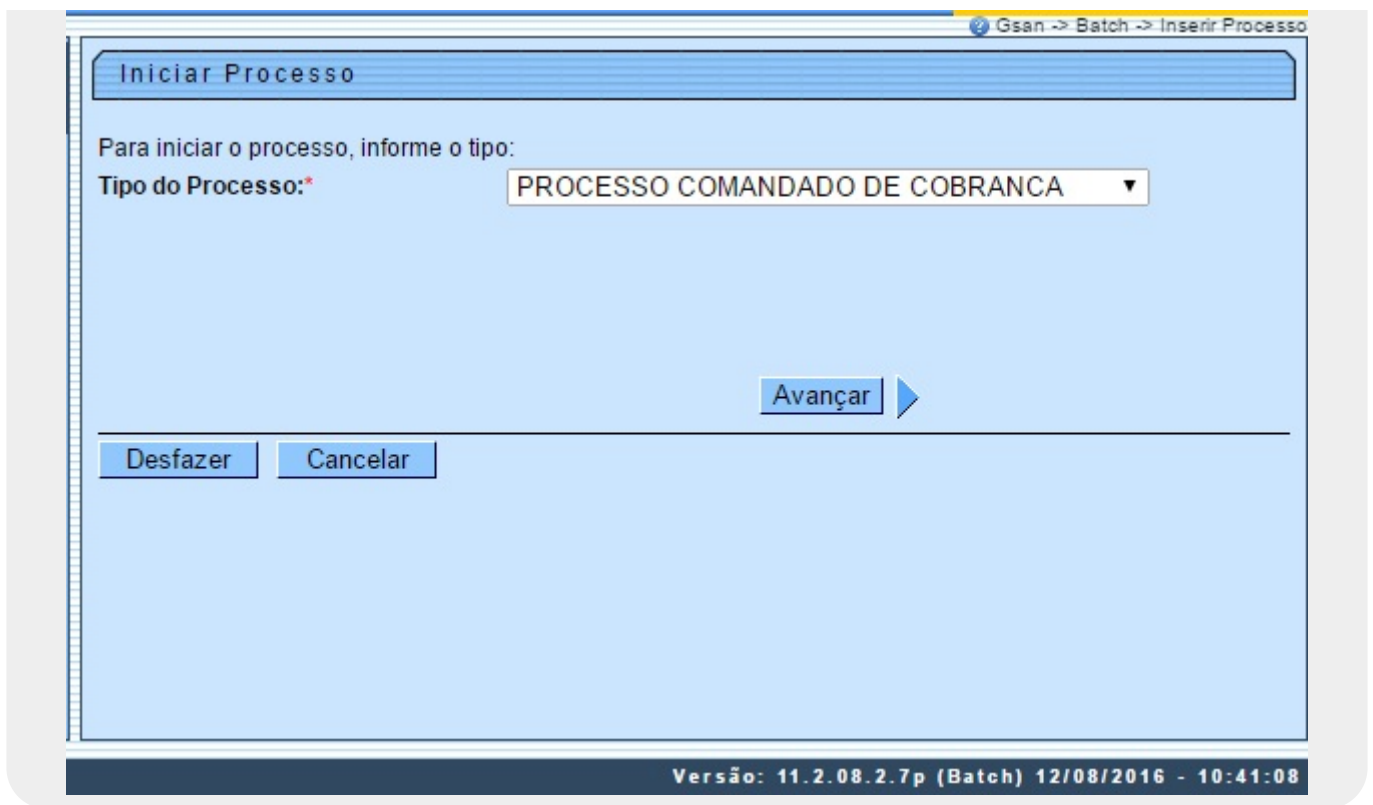 Gsan -> Batch -> Inserir Processo
Iniciar Processo
Para iniciar o processo, informe o tipo:
Tipo do Processo:* PROCESSO COMANDADO DE COBRANCA
Avançar
Desfazer Cancelar
Versão: 11.2.08.2.7p (Batch) 12/08/2016 - 10:41:08